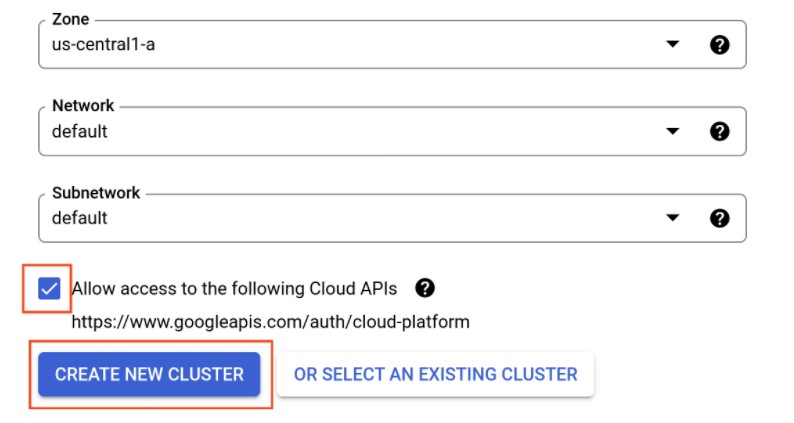 Zone
us-central1-a
Network
default
Subnetwork
default
Allow access to the following Cloud APIs
https://www.googleapis.com/auth/cloud-platform
CREATE NEW CLUSTER
OR SELECT AN EXISTING CLUSTER